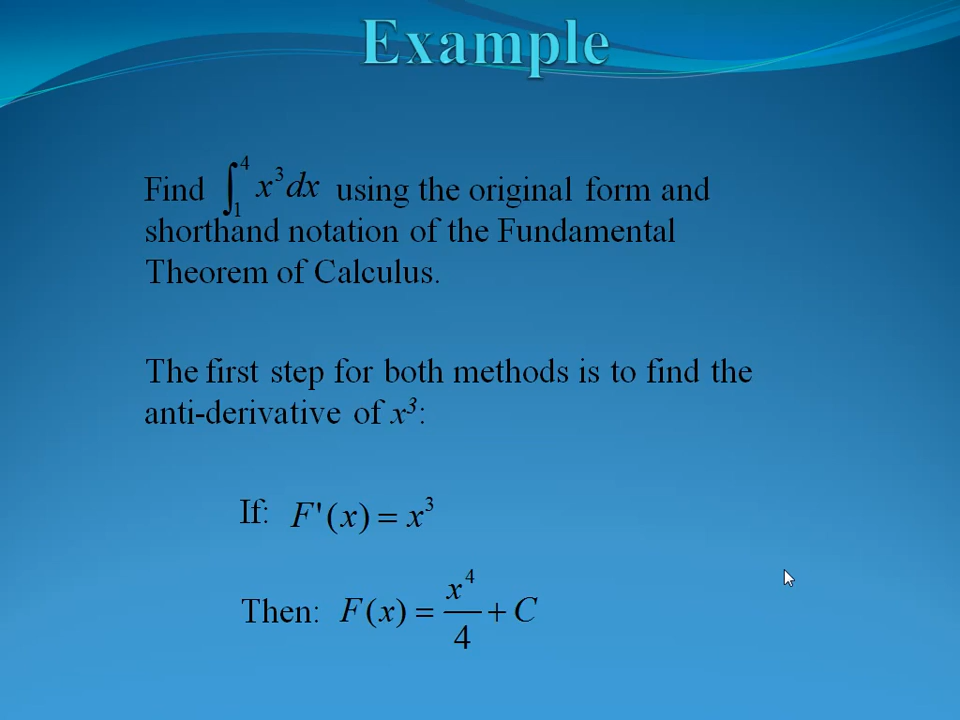 Example
Find ∫₁⁴ x³dx using the original form and
shorthand notation of the Fundamental
Theorem of Calculus.
The first step for both methods is to find the
anti-derivative of x³:
If: F'(x) = x³
Then: F(x) = x⁴/4 + C